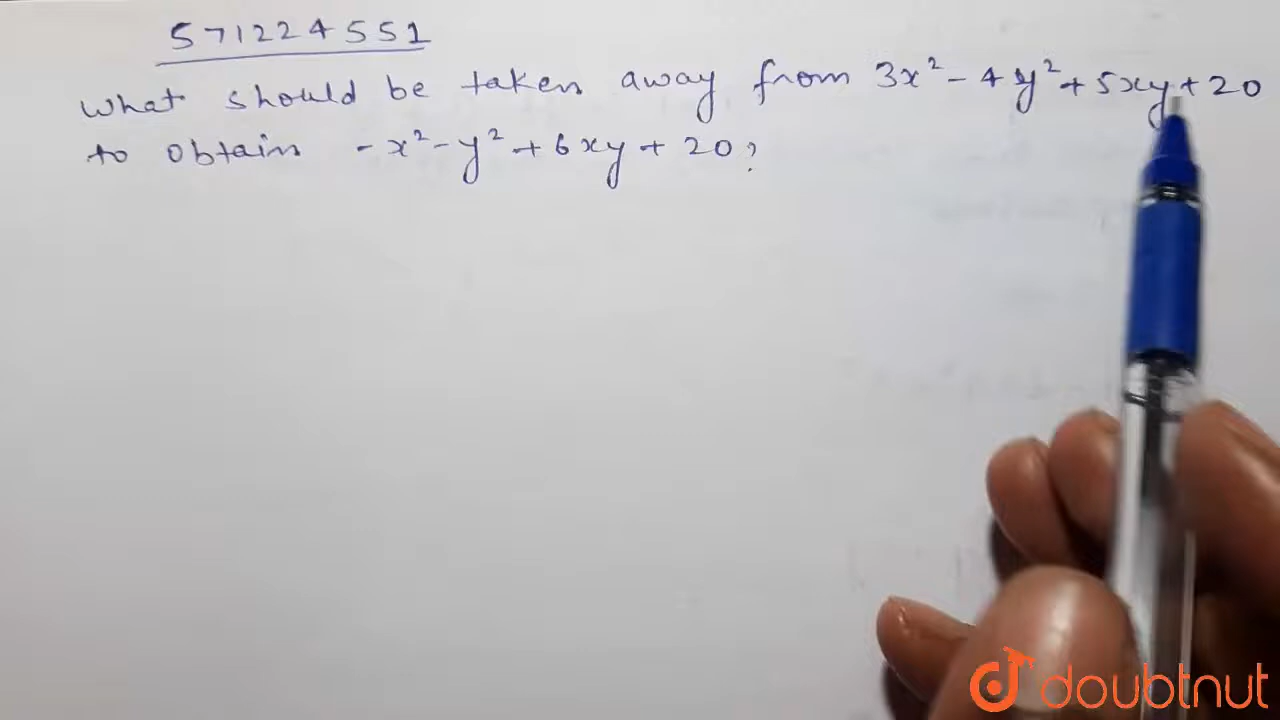 571224551
What should be taken away from 3x² - 4y² + 5xy + 20
to obtain - x² - y² + 6xy + 20?
doubtnut